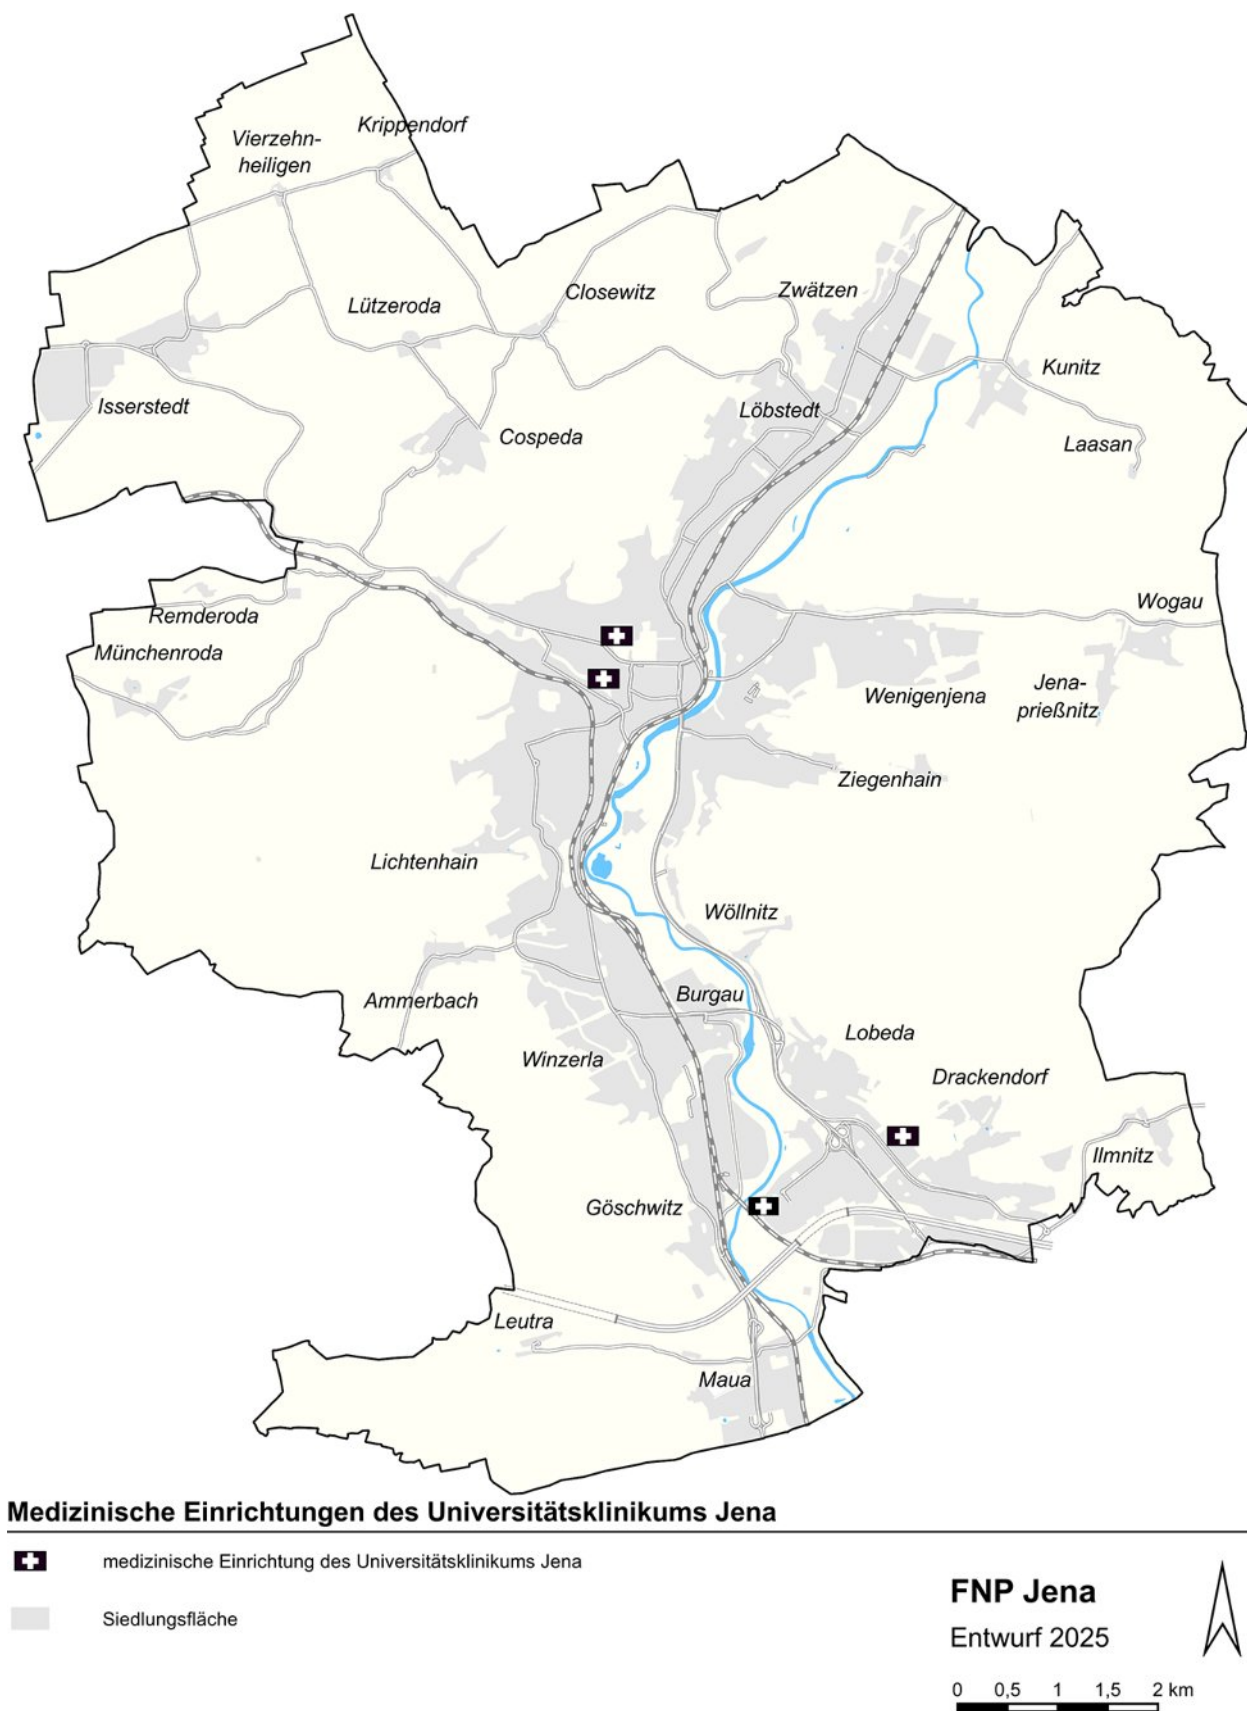 Krippendorf
Vierzehn-
heiligen
Closewitz
Zwätzen
Lützeroda
Kunitz
Isserstedt
Löbstedt
Cospeda
Laasan
Wogau
Remderoda
Münchenroda
Wenigenjena
Jena-
prießnitz
Ziegenhain
Lichtenhain
Wöllnitz
Ammerbach
Burgau
Lobeda
Winzerla
Drackendorf
Ilmnitz
Göschwitz
Leutra
Maua
Medizinische Einrichtungen des Universitätsklinikums Jena
medizinische Einrichtung des Universitätsklinikums Jena
Siedlungsfläche
FNP Jena
Entwurf 2025
0 0,5 1 1,5 2 km